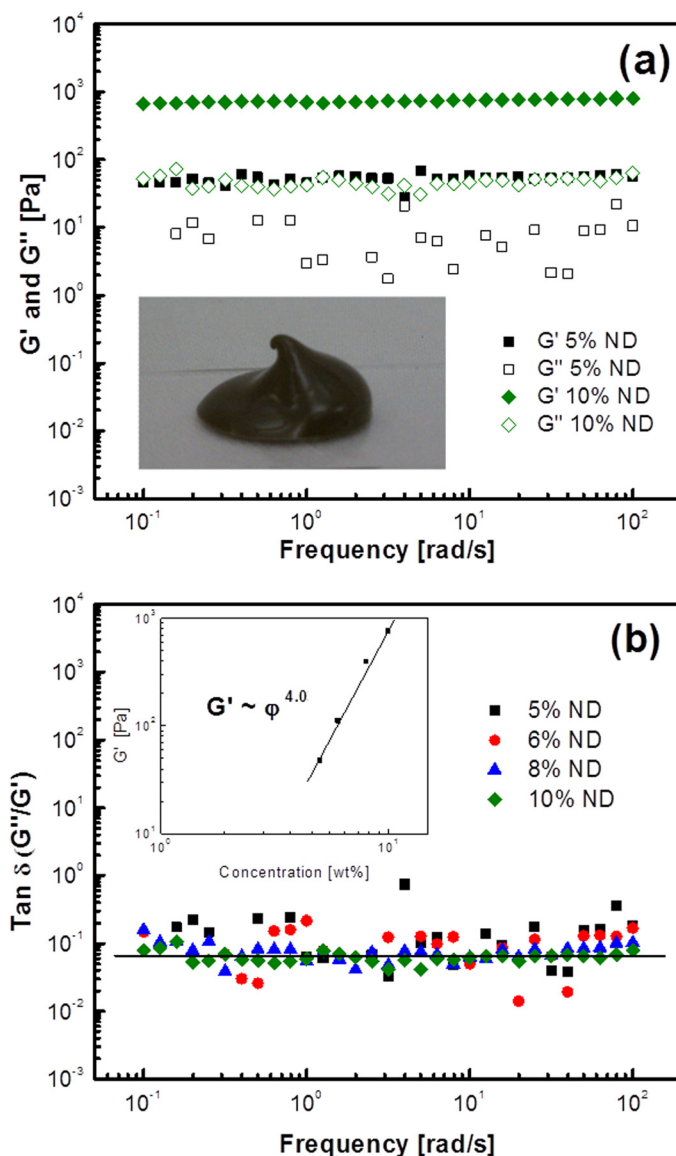 (a)
G' and G'' [Pa]
10⁴
10³
10²
10¹
10⁰
10⁻¹
10⁻²
10⁻³
G' 5% ND
G'' 5% ND
G' 10% ND
G'' 10% ND
10⁻¹ 10⁰ 10¹ 10²
Frequency [rad/s]
(b)
Tan δ (G''/G')
10⁴
10³
10²
10¹
10⁰
10⁻¹
10⁻²
10⁻³
G' [Pa]
10³
10²
10¹
G' ~ φ⁴·⁰
10⁰ 10¹
Concentration [wt%]
5% ND
6% ND
8% ND
10% ND
10⁻¹ 10⁰ 10¹ 10²
Frequency [rad/s]